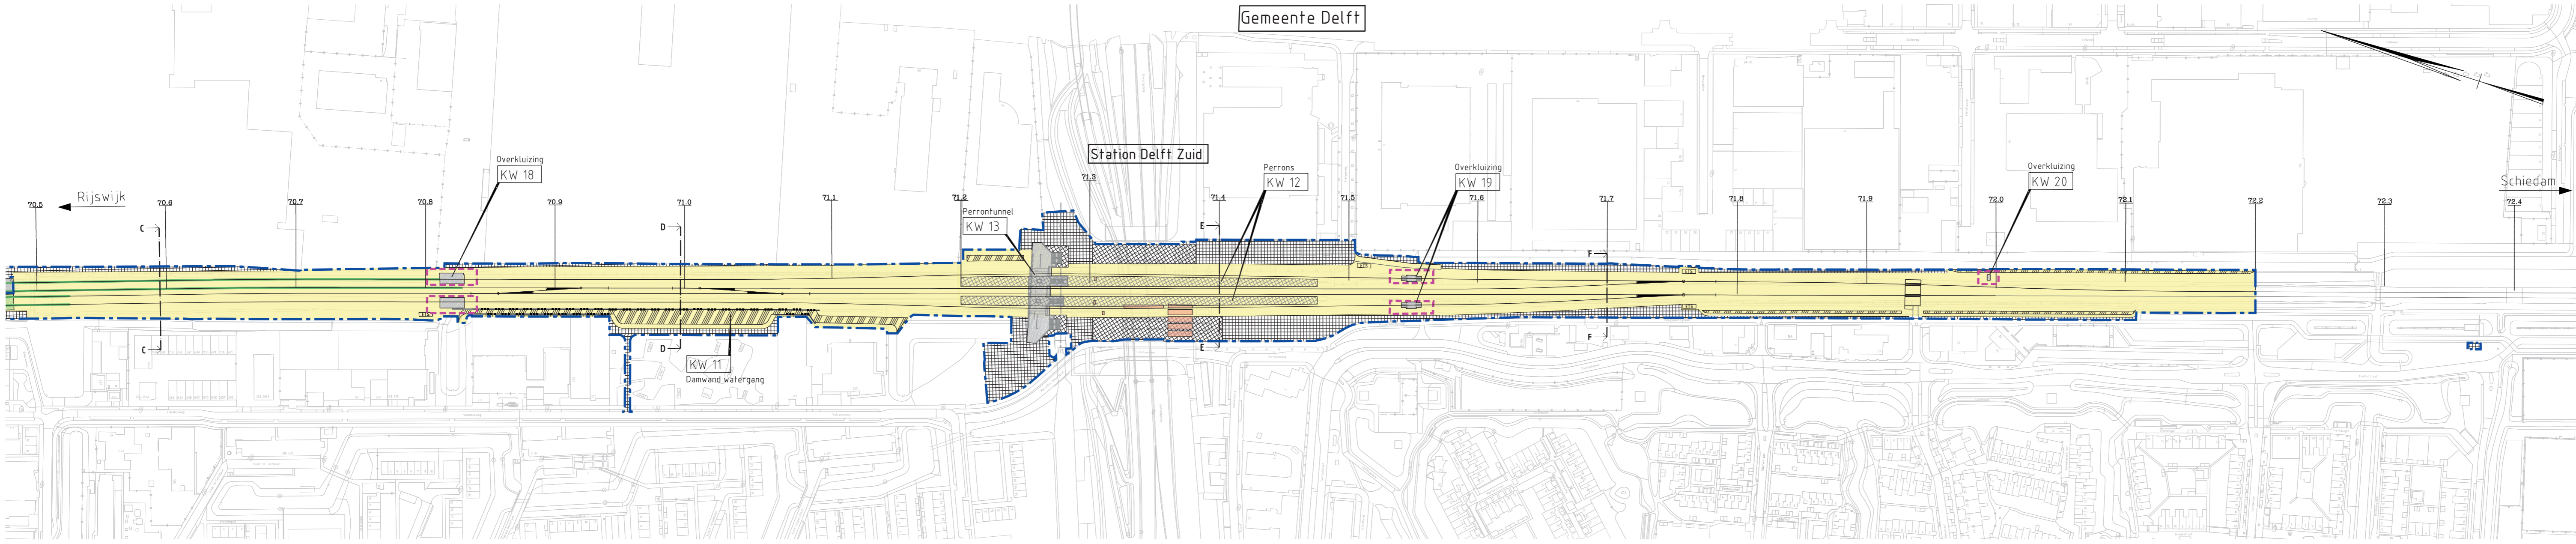 Gemeente Delft
Station Delft Zuid
Overkluizing
KW 18
Perrons
KW 12
Overkluizing
KW 19
Overkluizing
KW 20
Rijswijk
Schiedam
70.5
70.6
70.7
70.8
70.9
71.0
71.1
71.2
71.3
71.4
71.5
71.6
71.7
71.8
71.9
72.0
72.1
72.2
72.3
72.4
Perrontunnel
KW 13
C
D
E
F
C
D
E
F
KW 11
Damwand watergang